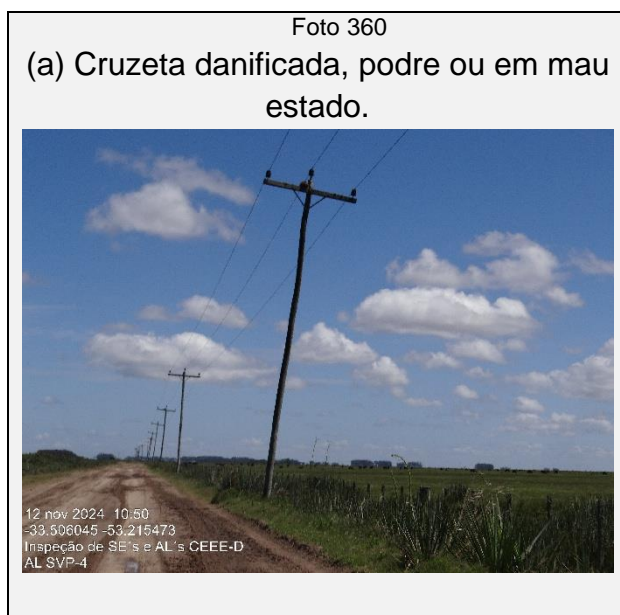 Foto 360
(a) Cruzeta danificada, podre ou em mau
estado.
12 nov 2024 10:50
-33.506045 -53.215473
Inspeção de SE's e AL's CEEE-D
AL SVP-4